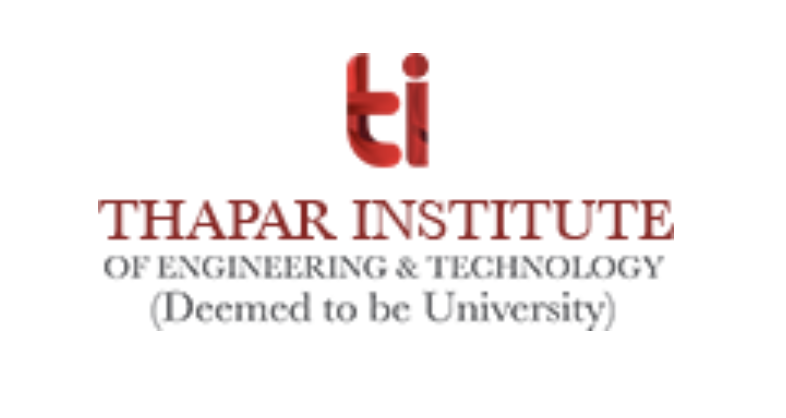 ti
THAPAR INSTITUTE
OF ENGINEERING & TECHNOLOGY
(Deemed to be University)